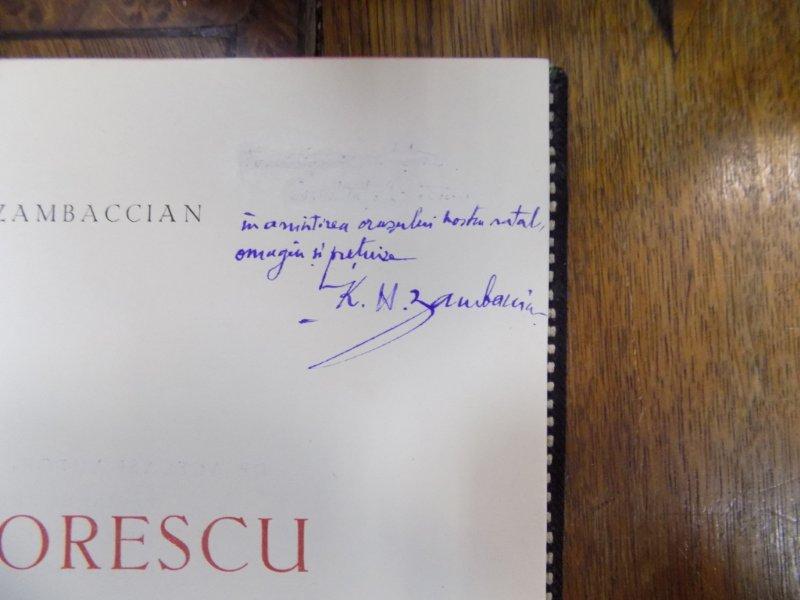 ZAMBACCIAN
în amintirea orașului nostru natal,
omagiu și prețuire
K. H. Zambaccian
ORESCU